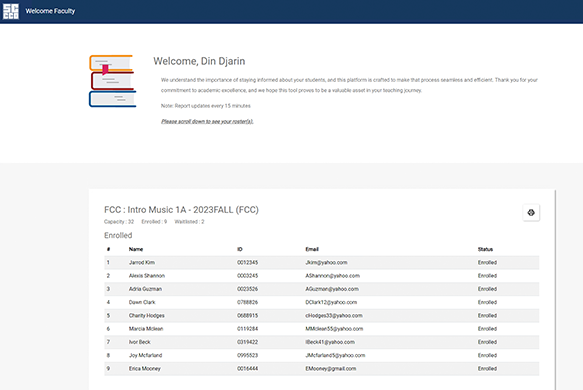 SC
CCD
Welcome Faculty
Welcome, Din Djarin
We understand the importance of staying informed about your students, and this platform is crafted to make that process seamless and efficient. Thank you for your
commitment to academic excellence, and we hope this tool proves to be a valuable asset in your teaching journey.
Note: Report updates every 15 minutes
Please scroll down to see your roster(s).
FCC : Intro Music 1A - 2023FALL (FCC)
Capacity : 32 Enrolled : 9 Waitlisted : 2
Enrolled
# Name ID Email Status
1 Jarrod Kim 0012345 Jkim@yahoo.com Enrolled
2 Alexis Shannon 0003245 AShannon@yahoo.com Enrolled
3 Adria Guzman 0023526 AGuzman@yahoo.com Enrolled
4 Dawn Clark 0788826 DClark12@yahoo.com Enrolled
5 Charity Hodges 0688915 cHodges33@yahoo.com Enrolled
6 Marcia Mclean 0119284 MMclean55@yahoo.com Enrolled
7 Ivor Beck 0319422 IBeck41@yahoo.com Enrolled
8 Joy Mcfarland 0995523 JMcfarland5@yahoo.com Enrolled
9 Erica Mooney 0016444 EMooney@gmail.com Enrolled